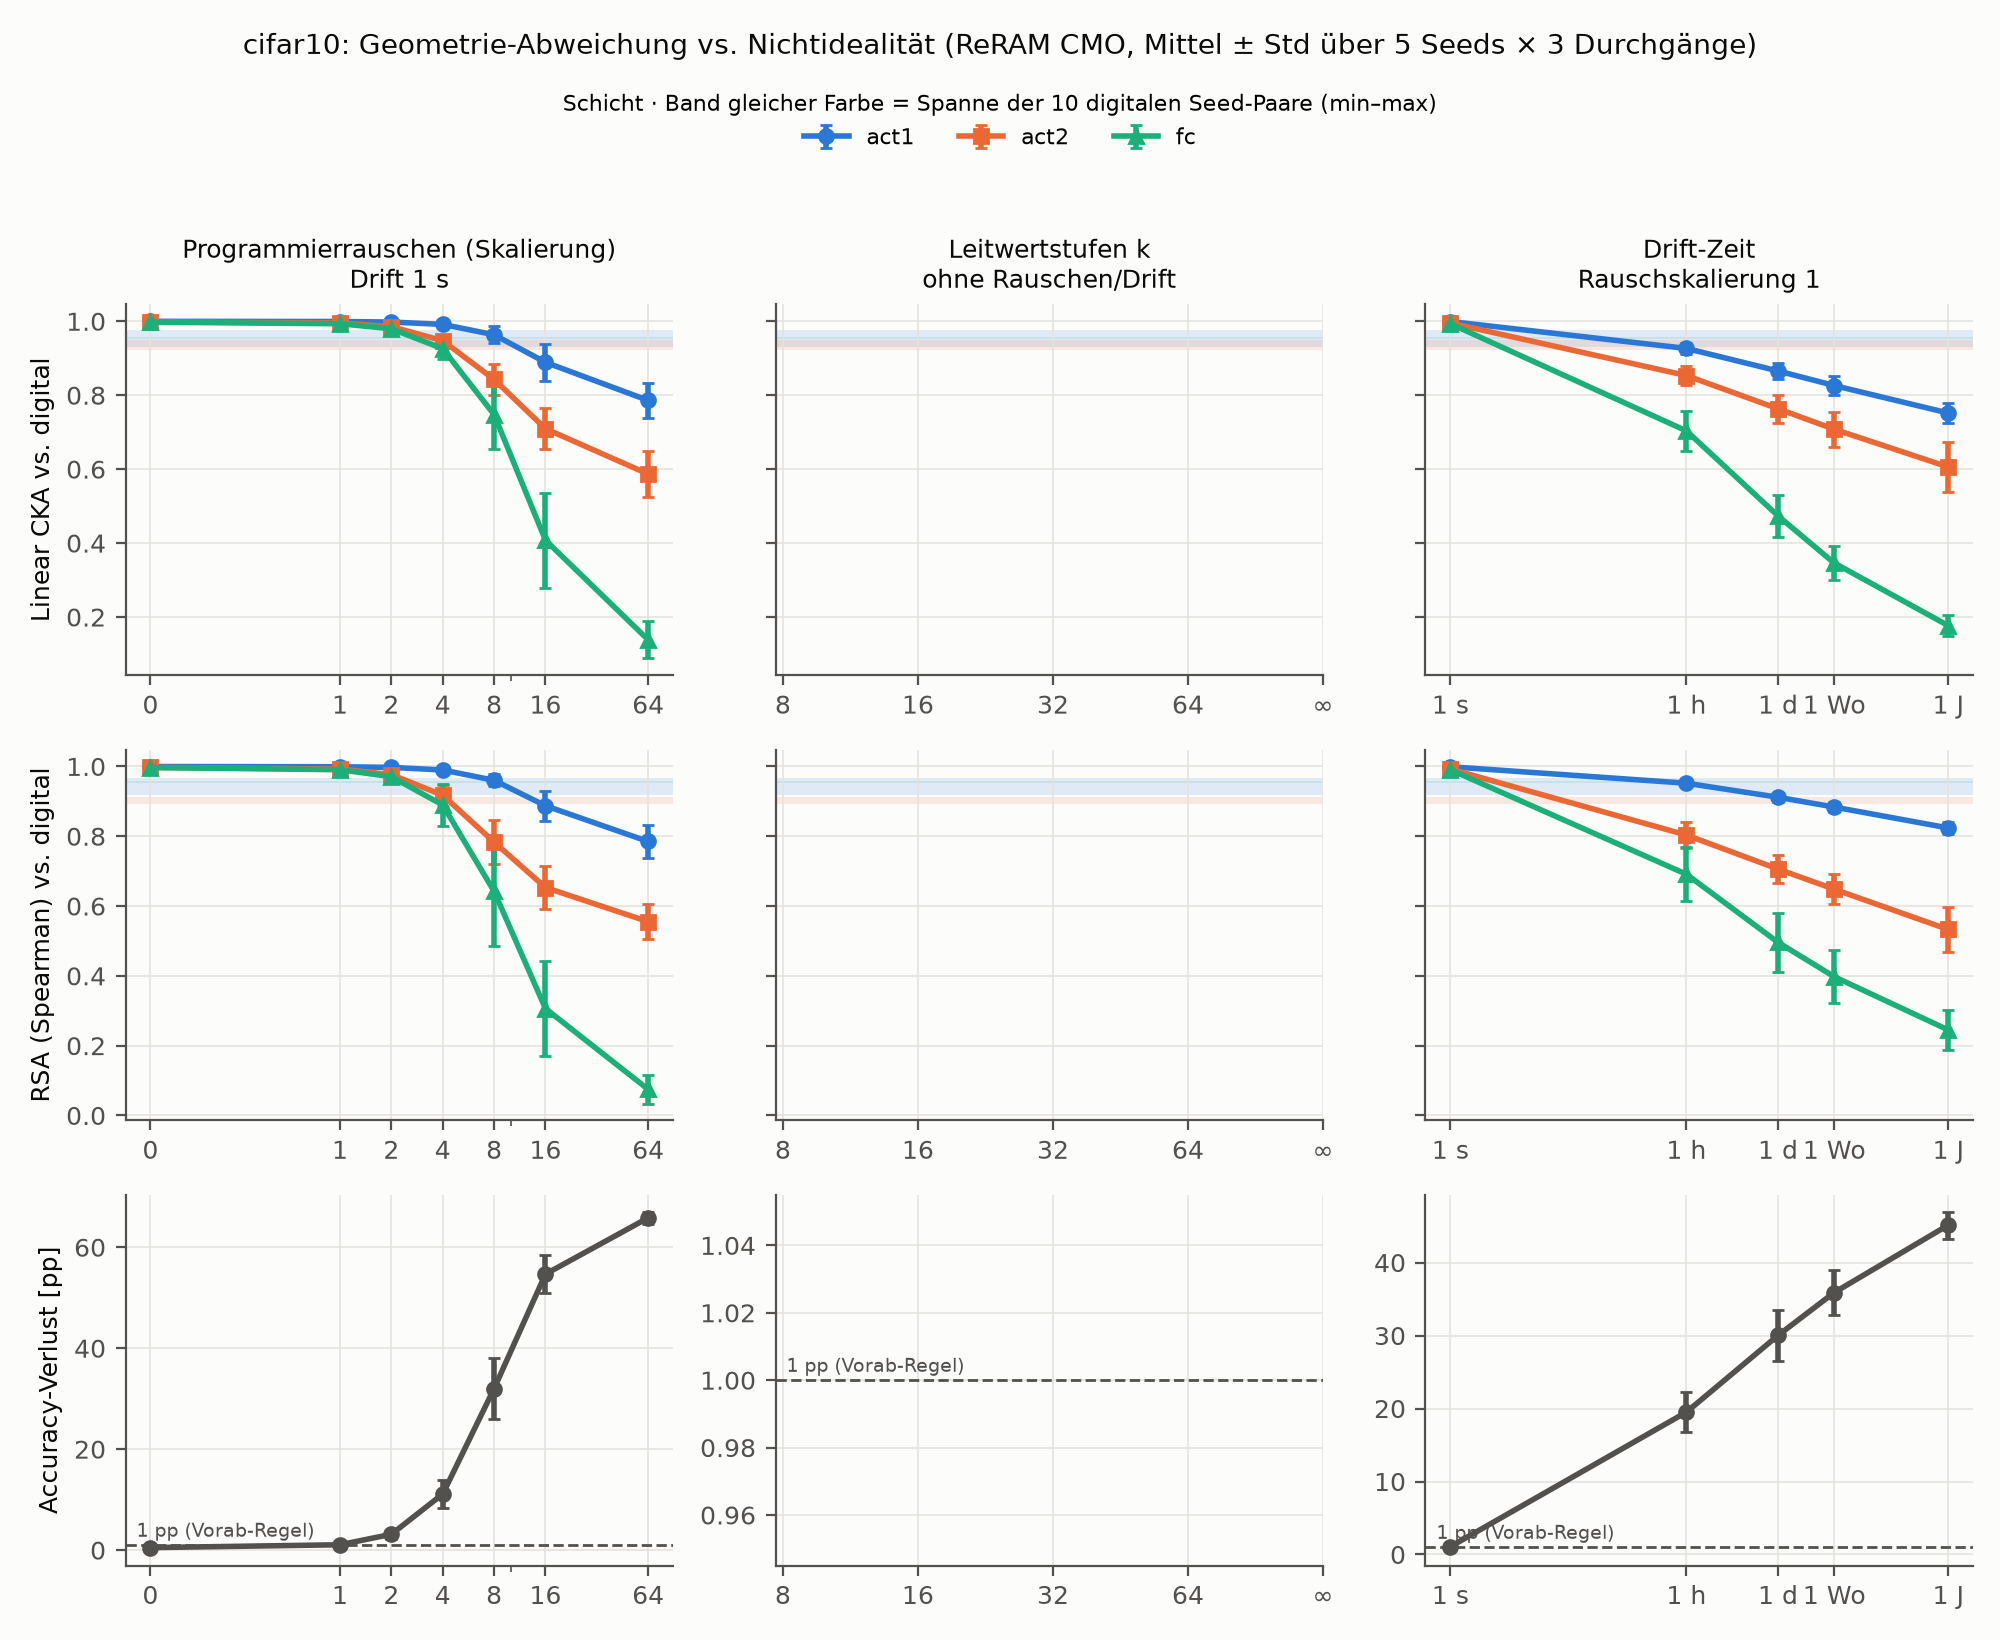 cifar10: Geometrie-Abweichung vs. Nichtidealität (ReRAM CMO, Mittel ± Std über 5 Seeds × 3 Durchgänge)
Schicht · Band gleicher Farbe = Spanne der 10 digitalen Seed-Paare (min–max)
act1 act2 fc
Programmierrauschen (Skalierung)
Drift 1 s
Leitwertstufen k
ohne Rauschen/Drift
Drift-Zeit
Rauschskalierung 1
Linear CKA vs. digital
1.0
0.8
0.6
0.4
0.2
0 1 2 4 8 16 64
8 16 32 64 ∞
1 s 1 h 1 d 1 Wo 1 J
RSA (Spearman) vs. digital
1.0
0.8
0.6
0.4
0.2
0.0
0 1 2 4 8 16 64
8 16 32 64 ∞
1 s 1 h 1 d 1 Wo 1 J
Accuracy-Verlust [pp]
60
40
20
0
1 pp (Vorab-Regel)
0 1 2 4 8 16 64
1.04
1.02
1.00
0.98
0.96
1 pp (Vorab-Regel)
8 16 32 64 ∞
40
30
20
10
0
1 pp (Vorab-Regel)
1 s 1 h 1 d 1 Wo 1 J